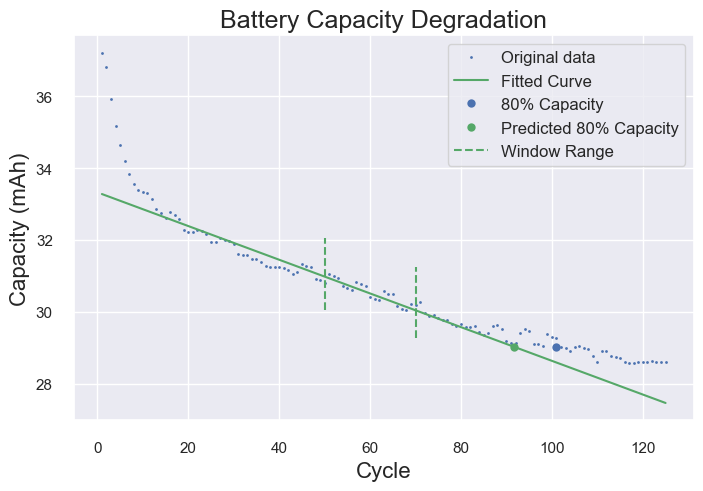 Battery Capacity Degradation
Original data
Fitted Curve
80% Capacity
Predicted 80% Capacity
Window Range
Capacity (mAh)
36
34
32
30
28
0 20 40 60 80 100 120
Cycle